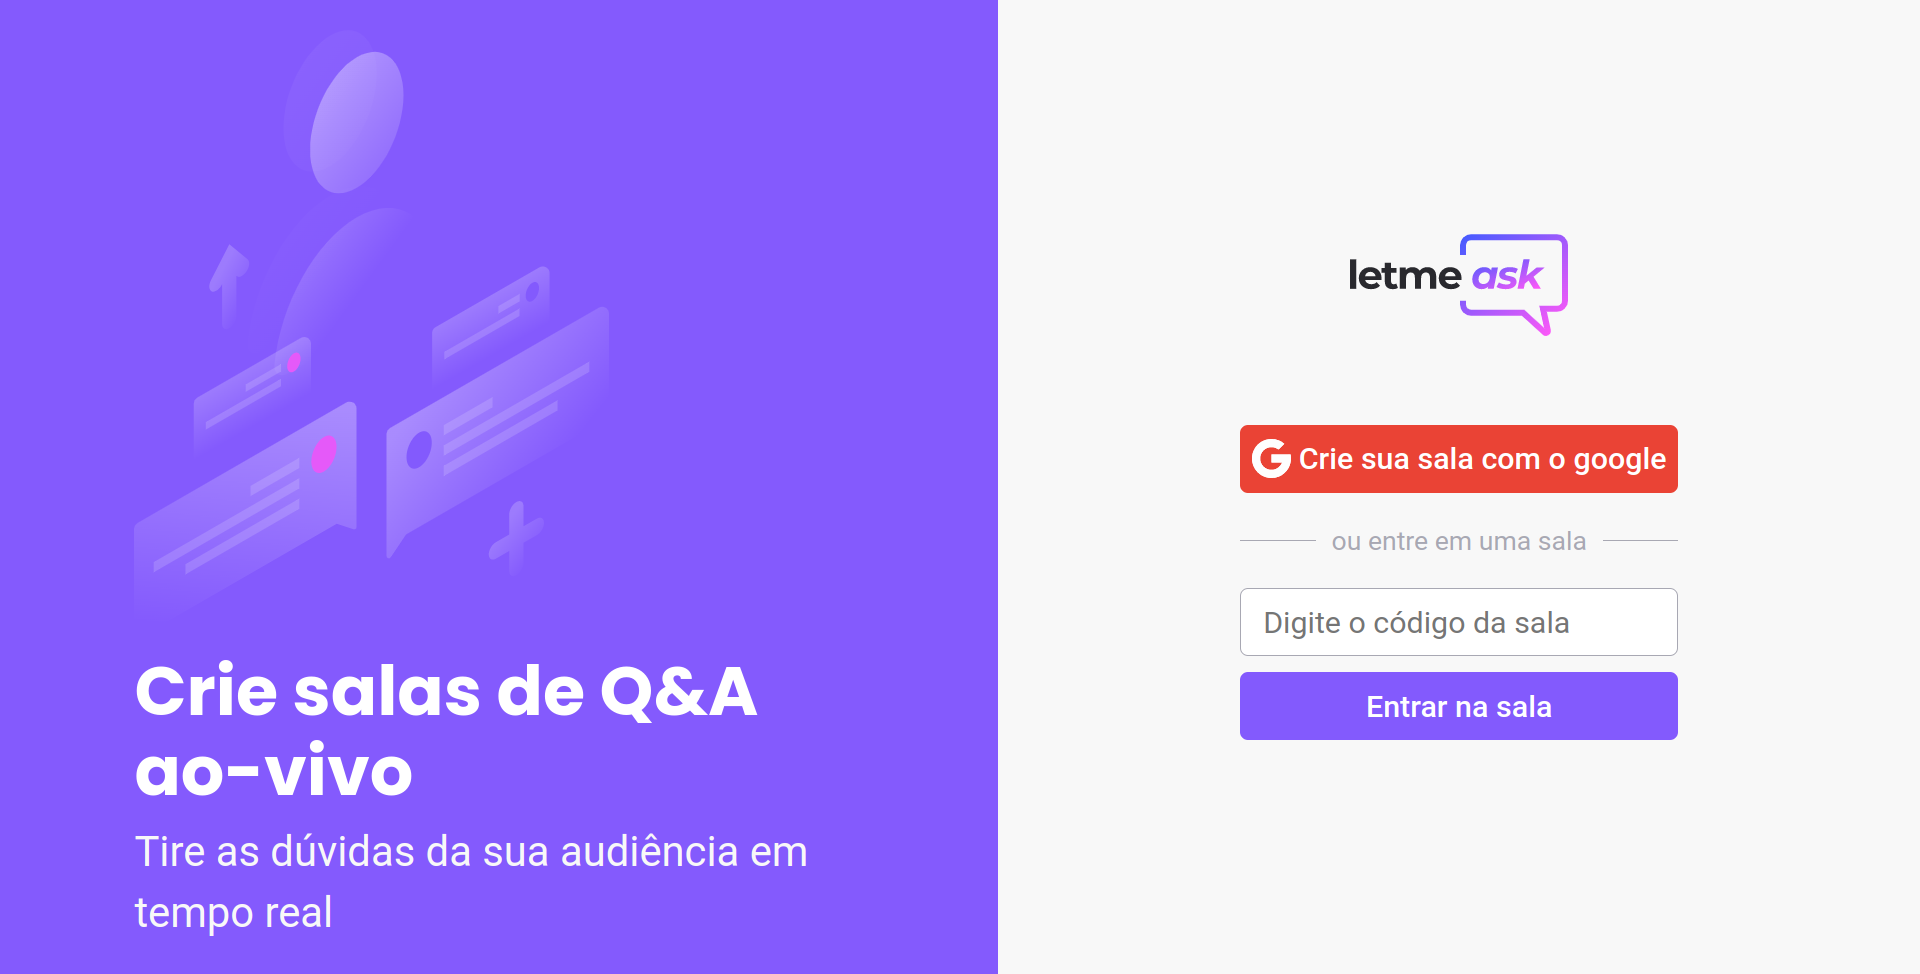 Crie salas de Q&A
ao-vivo
Tire as dúvidas da sua audiência em
tempo real
letme ask
Crie sua sala com o google
ou entre em uma sala
Digite o código da sala
Entrar na sala